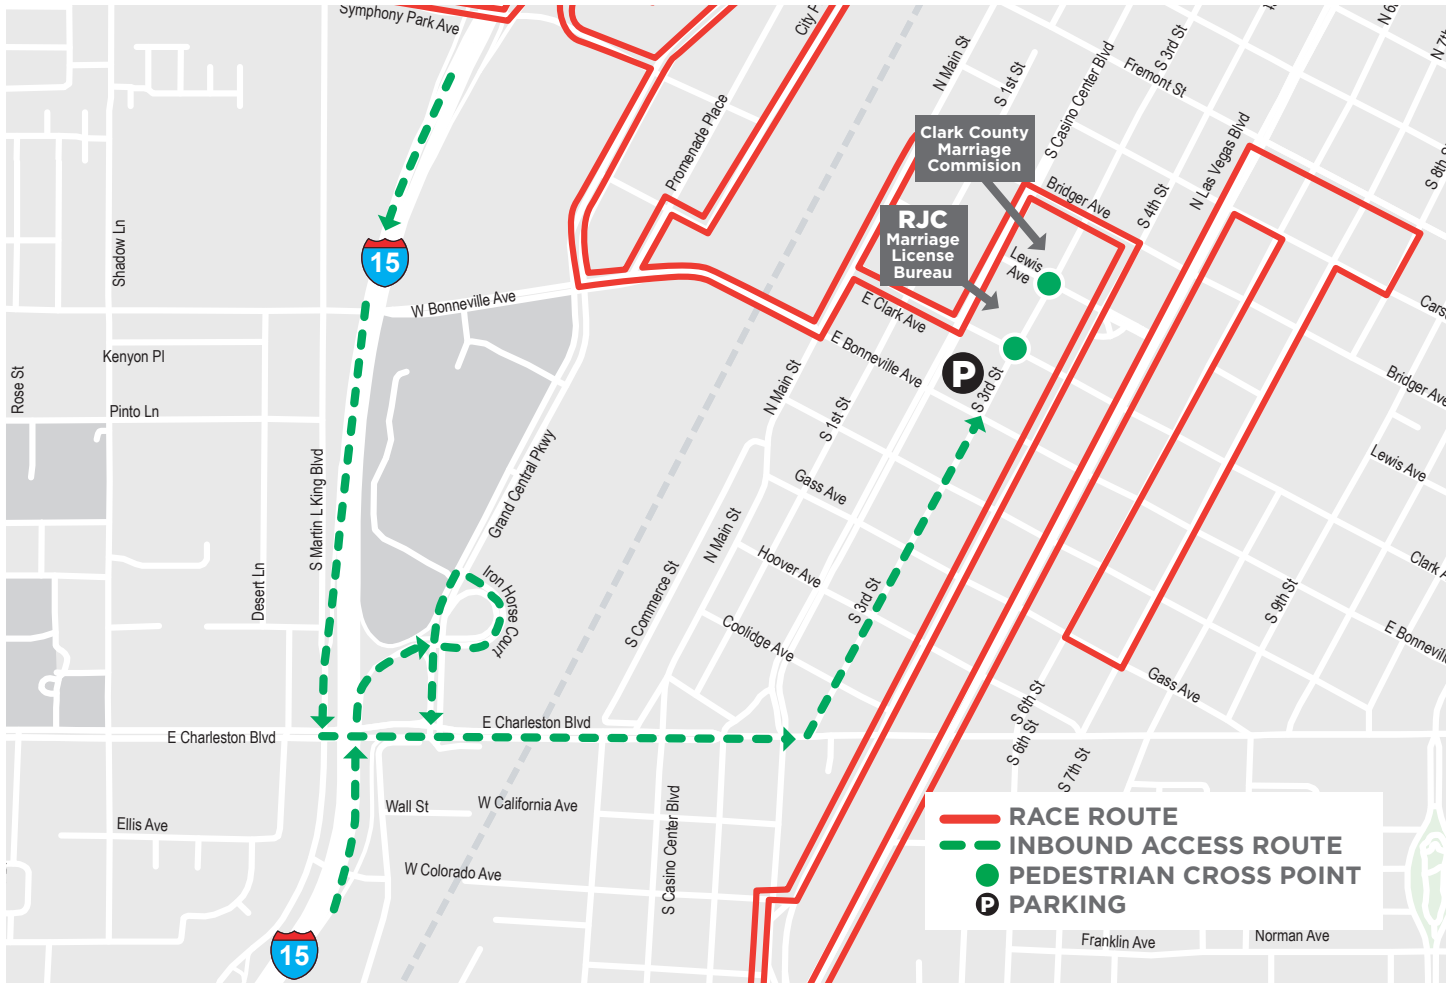 Symphony Park Ave
City P
N Main St
S 1st St
S Casino Center Blvd
S 3rd St
Fremont St
N 7th
Promenade Place
Clark County
Marriage
Commision
RJC
Marriage
License
Bureau
Bridger Ave
S 4th St
N Las Vegas Blvd
S 8th St
Shadow Ln
15
Lewis
Ave
W Bonneville Ave
E Clark Ave
E Bonneville Ave
Carso
Kenyon Pl
Rose St
Pinto Ln
P
S 3rd St
Bridger Ave
N Main St
S 1st St
Lewis Ave
S Martin L King Blvd
Grand Central Pkwy
Gass Ave
N Main St
Hoover Ave
Clark A
Desert Ln
Iron Horse Court
S Commerce St
S 3rd St
S 9th St
Coolidge Ave
E Bonneville
Gass Ave
S 6th St
S 6th St
E Charleston Blvd
E Charleston Blvd
S 7th St
Wall St
W California Ave
Ellis Ave
S Casino Center Blvd
W Colorado Ave
RACE ROUTE
INBOUND ACCESS ROUTE
PEDESTRIAN CROSS POINT
P PARKING
15
Franklin Ave
Norman Ave